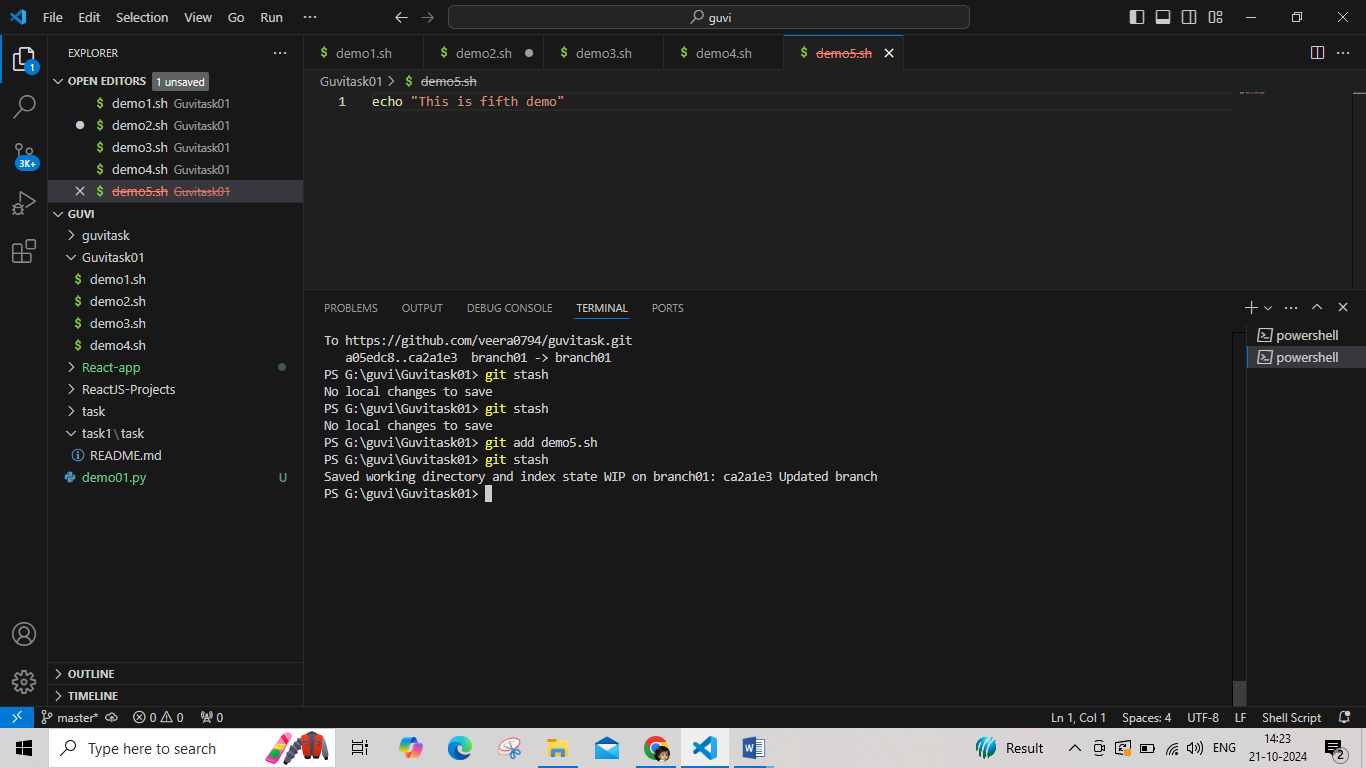 File Edit Selection View Go Run ··· guvi
EXPLORER ···
OPEN EDITORS 1 unsaved
$ demo1.sh Guvitask01
$ demo2.sh Guvitask01
$ demo3.sh Guvitask01
$ demo4.sh Guvitask01
$ demo5.sh Guvitask01
GUVI
guvitask
Guvitask01
$ demo1.sh
$ demo2.sh
$ demo3.sh
$ demo4.sh
React-app
ReactJS-Projects
task
task1\task
README.md
demo01.py U
OUTLINE
TIMELINE
1
3K+
$ demo1.sh $ demo2.sh $ demo3.sh $ demo4.sh $ demo5.sh
Guvitask01 > $ demo5.sh
1 echo "This is fifth demo"
PROBLEMS OUTPUT DEBUG CONSOLE TERMINAL PORTS
To https://github.com/veera0794/guvitask.git
a05edc8..ca2a1e3 branch01 -> branch01
PS G:\guvi\Guvitask01> git stash
No local changes to save
PS G:\guvi\Guvitask01> git stash
No local changes to save
PS G:\guvi\Guvitask01> git add demo5.sh
PS G:\guvi\Guvitask01> git stash
Saved working directory and index state WIP on branch01: ca2a1e3 Updated branch
PS G:\guvi\Guvitask01>
powershell
powershell
master* 0 0 0 Ln 1, Col 1 Spaces: 4 UTF-8 LF Shell Script
Type here to search Result ENG 14:23
21-10-2024
2